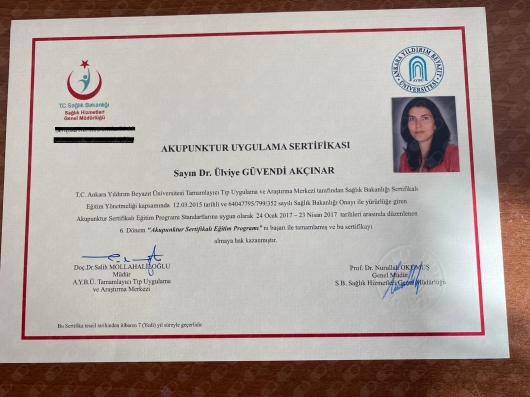 T.C. Sağlık Bakanlığı
Sağlık Hizmetleri
Genel Müdürlüğü
ANKARA YILDIRIM BEYAZIT ÜNİVERSİTESİ
AKUPUNKTUR UYGULAMA SERTİFİKASI
Sayın Dr. Ülviye GÜVENDİ AKÇINAR
T.C. Ankara Yıldırım Beyazıt Üniversitesi Tamamlayıcı Tıp Uygulama ve Araştırma Merkezi tarafından Sağlık Bakanlığı Sertifikalı
Eğitim Yönetmeliği kapsamında 12.03.2015 tarihli ve 64047795/799/352 sayılı Sağlık Bakanlığı Onayı ile yürürlüğe giren
Akupunktur Sertifikalı Eğitim Programı Standartlarına uygun olarak 24 Ocak 2017 – 23 Nisan 2017 tarihleri arasında düzenlenen
6. Dönem "Akupunktur Sertifikalı Eğitim Programı" nı başarı ile tamamlamış ve bu sertifikayı
almaya hak kazanmıştır.
Doç.Dr.Salih MOLLAHALİLOĞLU
Müdür
A.Y.B.Ü. Tamamlayıcı Tıp Uygulama
ve Araştırma Merkezi
Prof. Dr. Nurullah
Genel Müdür
S.B. Sağlık Hizmetleri Genel Müdürlüğü
Bu Sertifika tescil tarihinden itibaren 7 (Yedi) yıl süreyle geçerlidir.